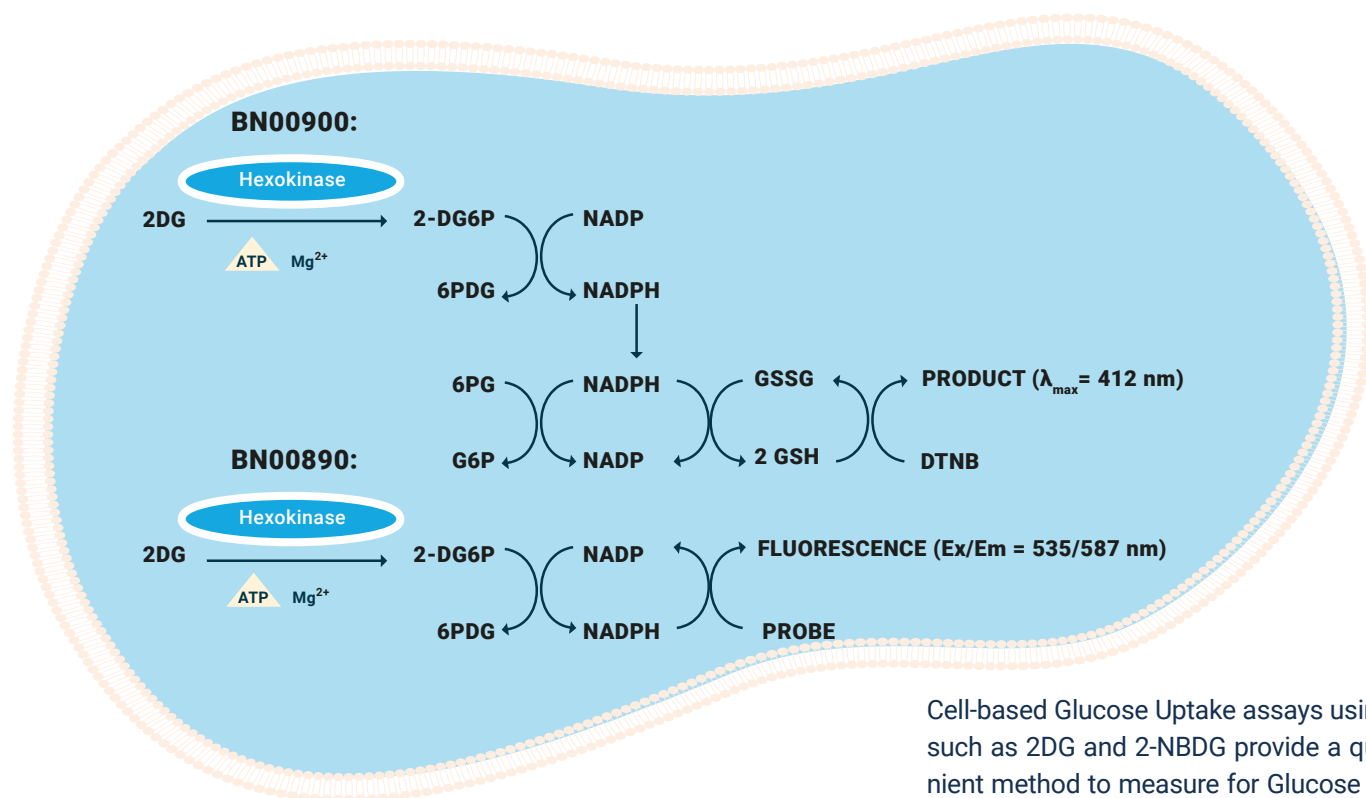 BN00900:
Hexokinase
2DG 2-DG6P NADP
ATP Mg²⁺
6PDG NADPH
6PG NADPH GSSG PRODUCT (λmax= 412 nm)
G6P NADP 2 GSH DTNB
BN00890:
Hexokinase
2DG 2-DG6P NADP FLUORESCENCE (Ex/Em = 535/587 nm)
ATP Mg²⁺
6PDG NADPH PROBE
Cell-based Glucose Uptake assays
such as 2DG and 2-NBDG provide a
nient method to measure for Glucose